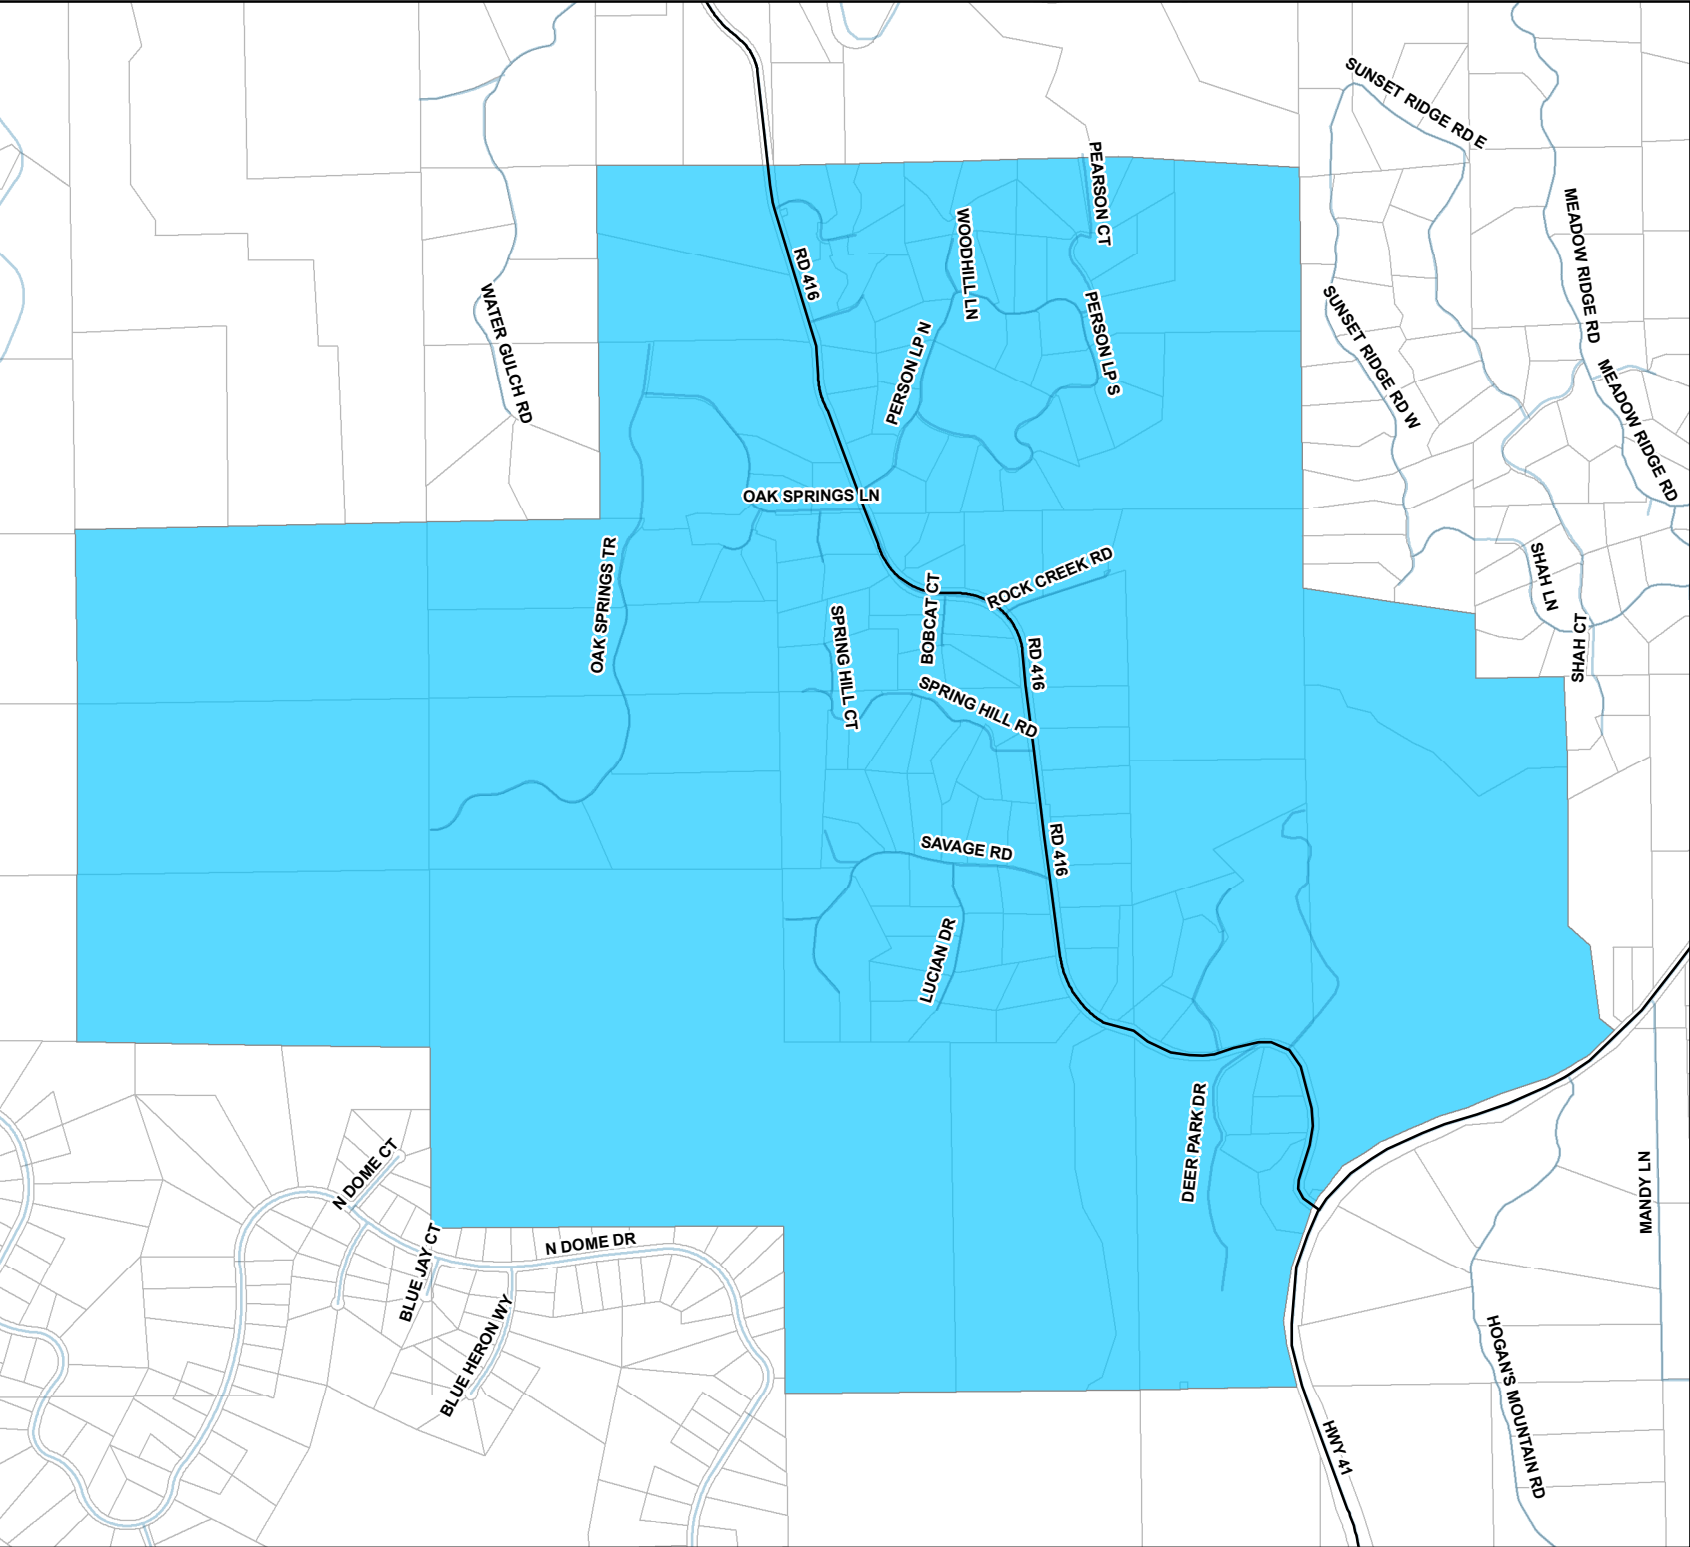 SUNSET RIDGE RD E
PEARSON CT
MEADOW RIDGE RD
WOODHILL LN
RD 416
WATER GULCH RD
SUNSET RIDGE RD W
PERSON LP S
PERSON LP N
MEADOW RIDGE RD
OAK SPRINGS LN
OAK SPRINGS TR
ROCK CREEK RD
SHAH LN
BOBCAT CT
SPRING HILL CT
SHAH CT
RD 416
SPRING HILL RD
SAVAGE RD
RD 416
LUCIAN DR
DEER PARK DR
N DOME CT
MANDY LN
BLUE JAY CT
N DOME DR
BLUE HERON WY
HOGAN'S MOUNTAIN RD
HWY 41